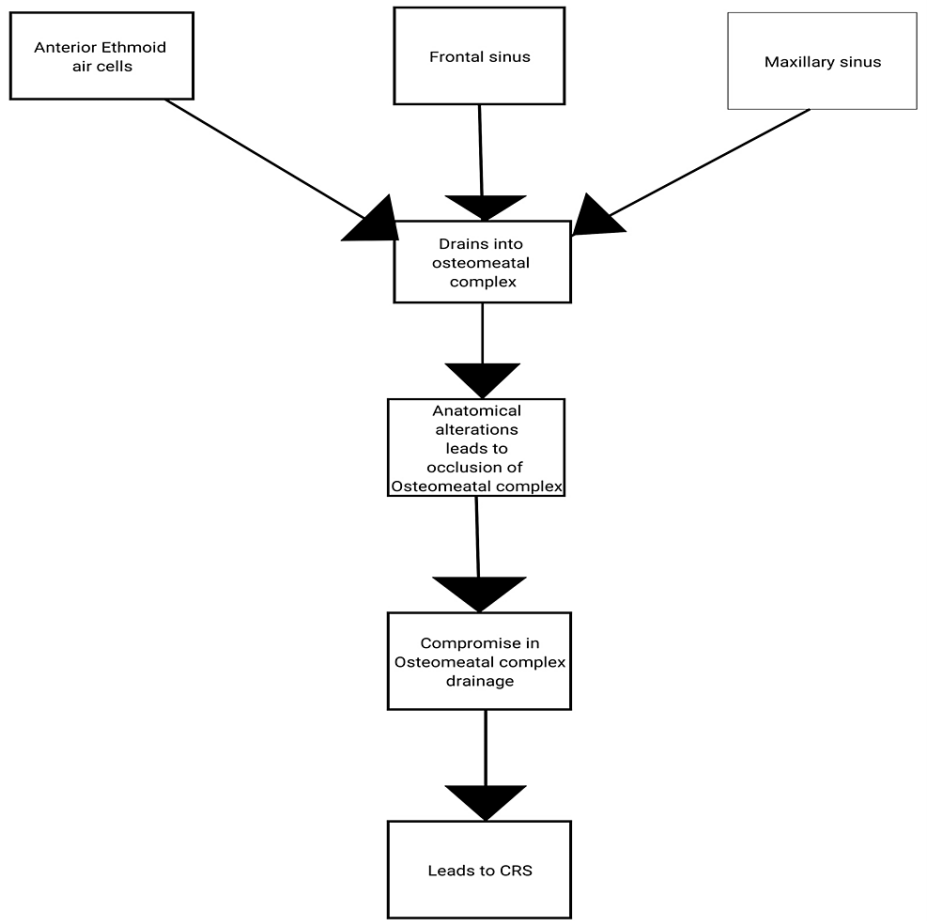 Anterior Ethmoid
air cells
Frontal sinus
Maxillary sinus
Drains into
osteomeatal
complex
Anatomical
alterations
leads to
occlusion of
Osteomeatal complex
Compromise in
Osteomeatal complex
drainage
Leads to CRS